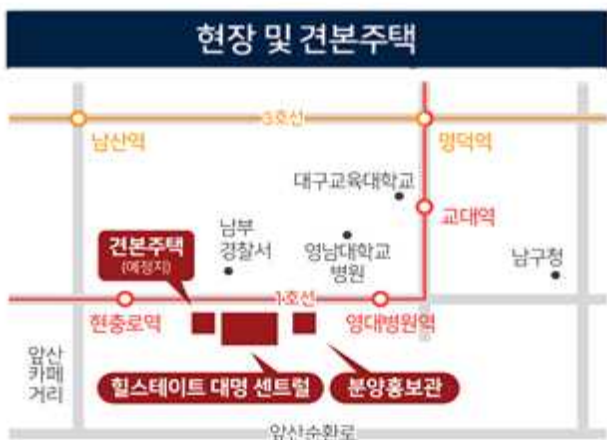 현장 및 견본주택
3호선
남산역
명덕역
대구교육대학교
교대역
남부
경찰서
영남대학교
병원
남구청
견본주택
(예정지)
1호선
현충로역
영대병원역
앞산
카페
거리
힐스테이트 대명 센트럴
분양홍보관
앞산순환로